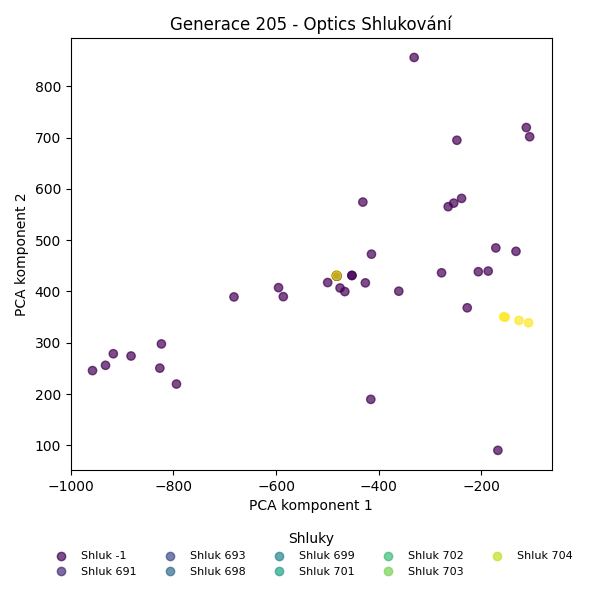 Generace 205 - Optics Shlukování
PCA komponent 2
800
700
600
500
400
300
200
100
−1000 −800 −600 −400 −200
PCA komponent 1
Shluky
Shluk -1 Shluk 693 Shluk 699 Shluk 702 Shluk 704
Shluk 691 Shluk 698 Shluk 701 Shluk 703